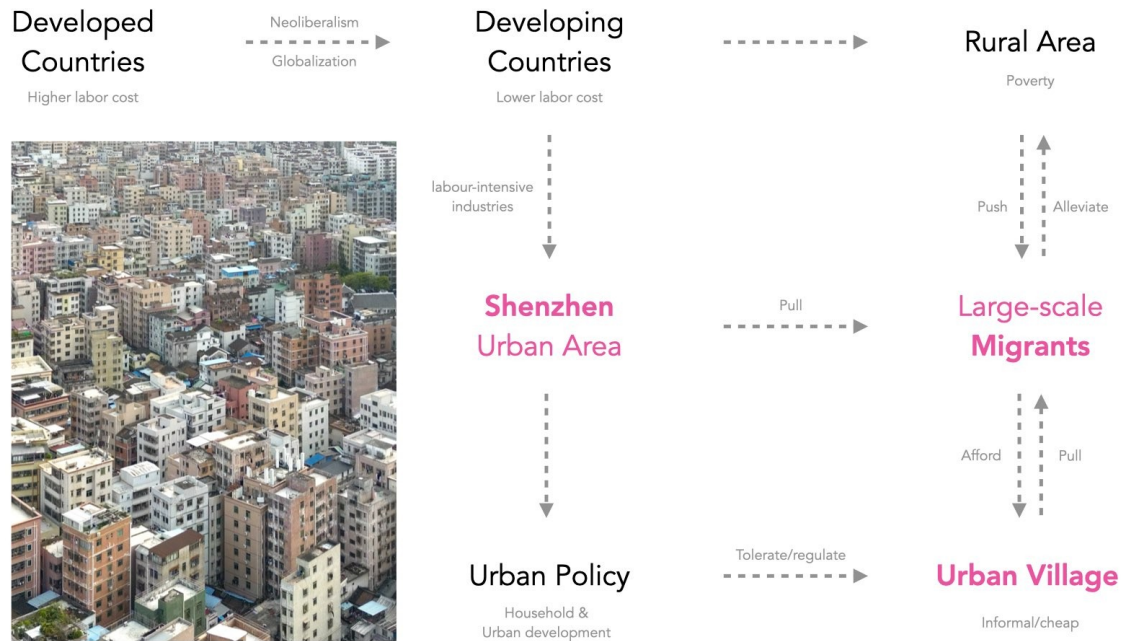 Developed
Countries
Higher labor cost
Neoliberalism
Globalization
Developing
Countries
Lower labor cost
Rural Area
Poverty
labour-intensive
industries
Push
Alleviate
Shenzhen
Urban Area
Pull
Large-scale
Migrants
Afford
Pull
Urban Policy
Household &
Urban development
Tolerate/regulate
Urban Village
Informal/cheap